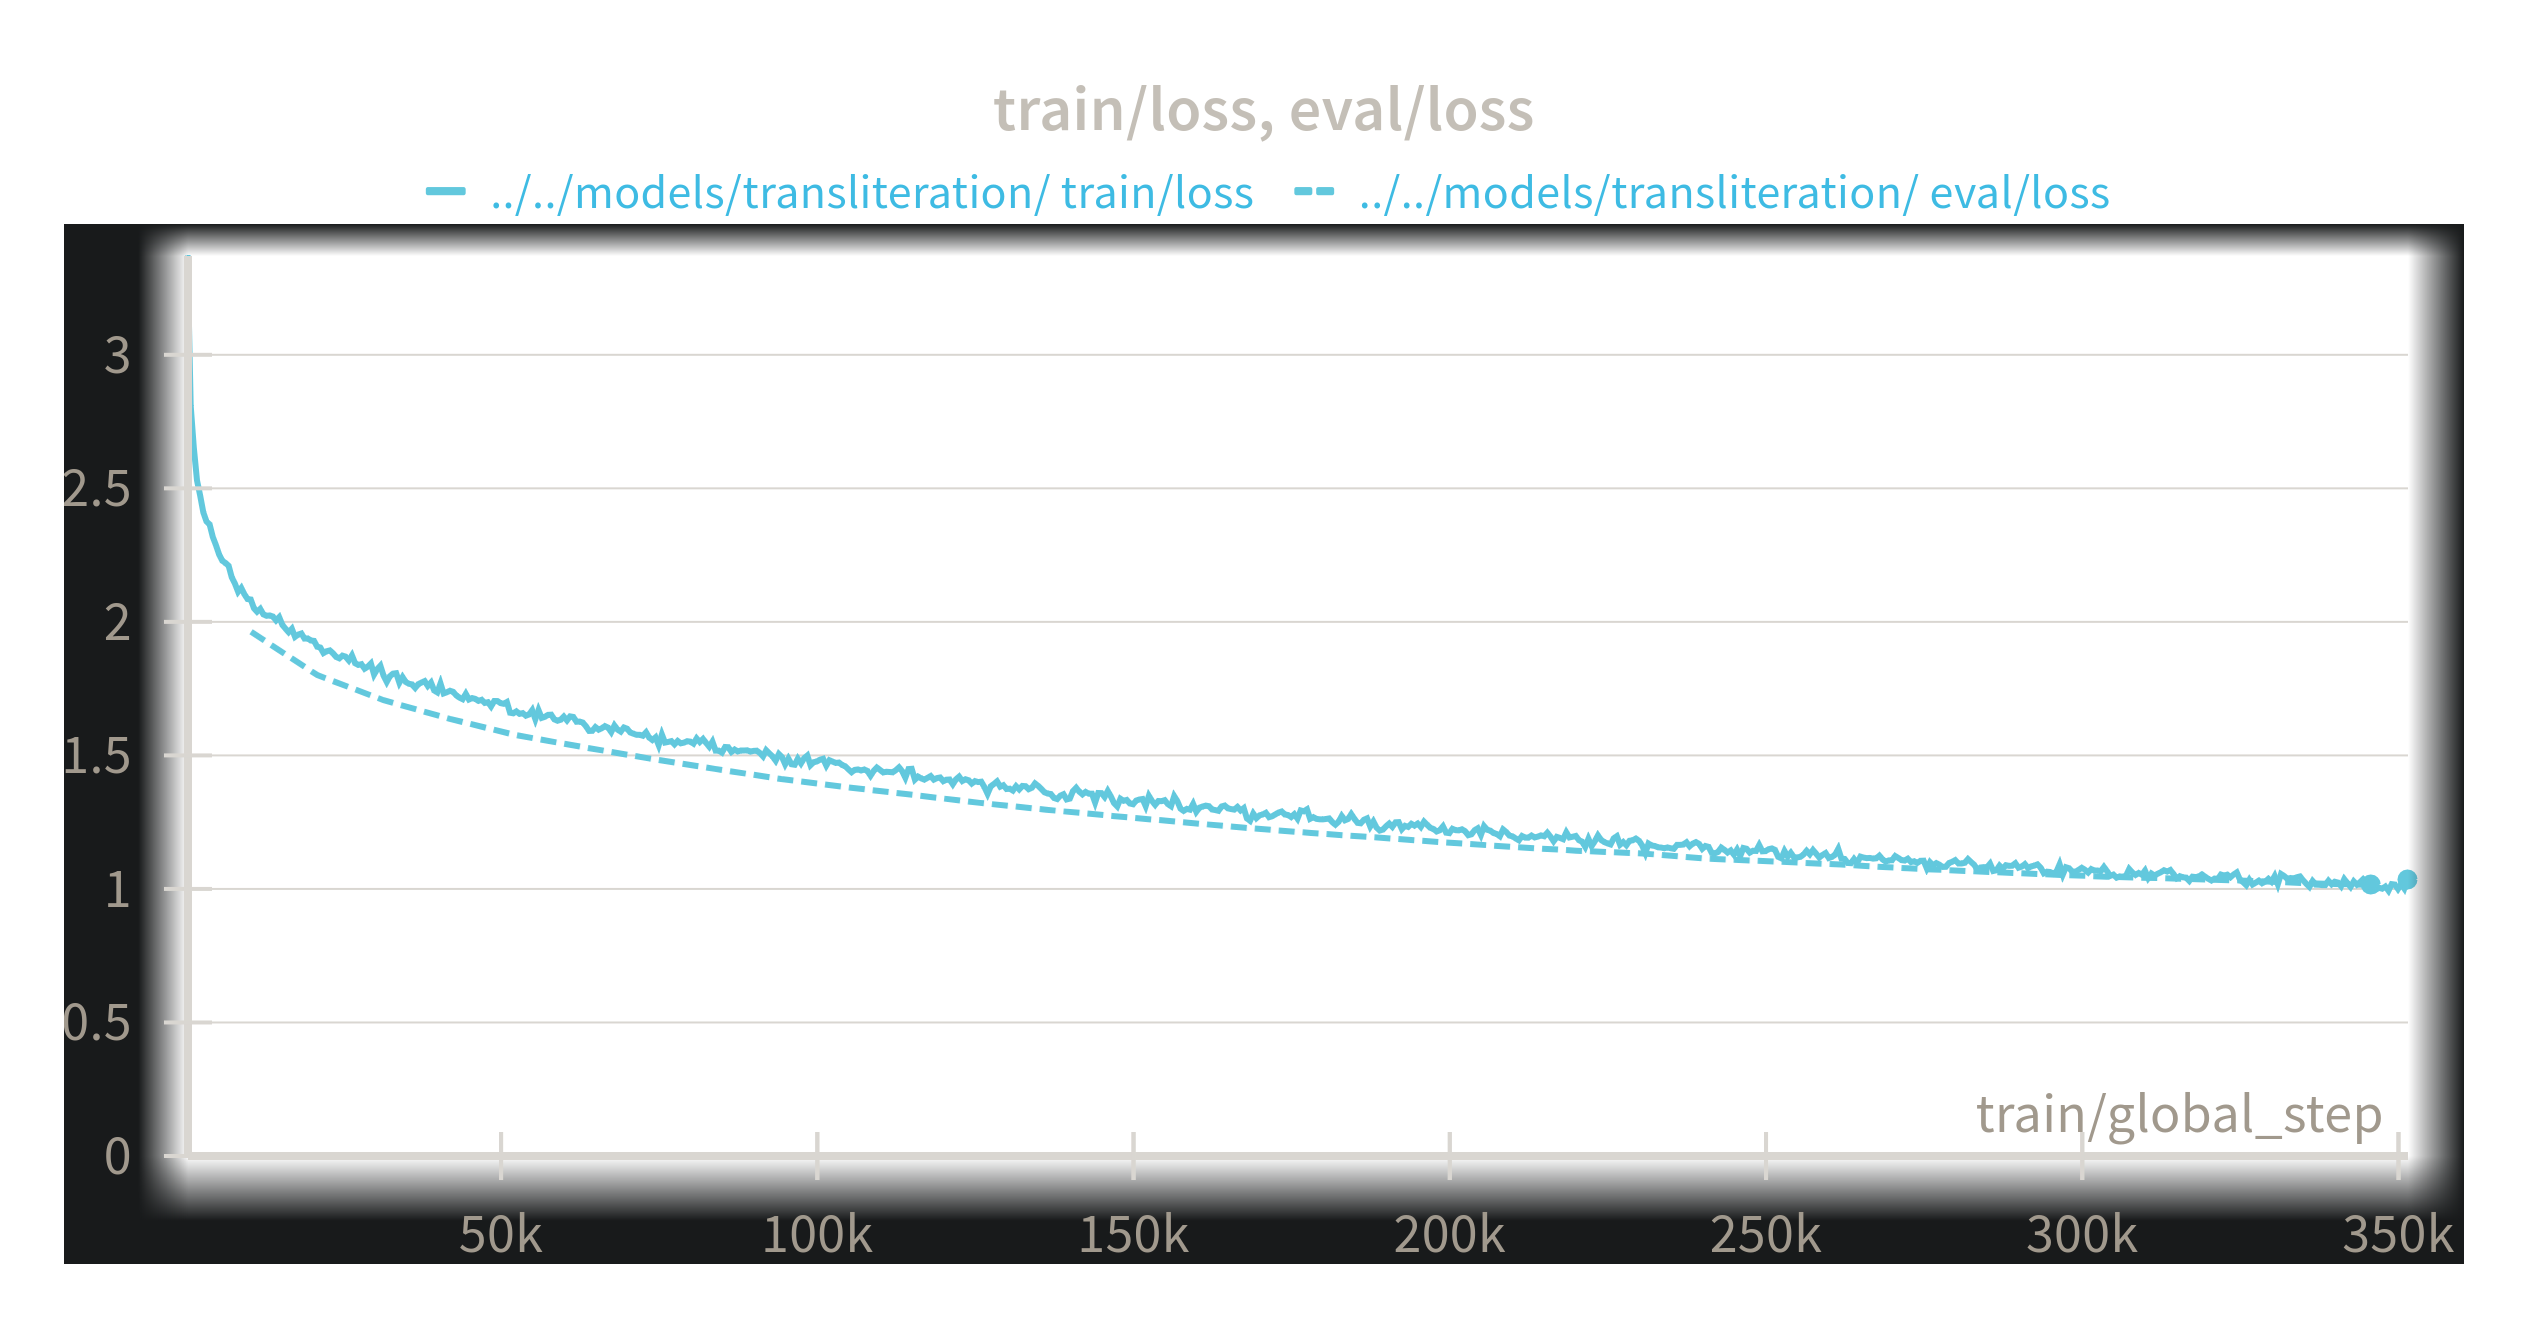 train/loss, eval/loss
../../models/transliteration/ train/loss ../../models/transliteration/ eval/loss
3
2.5
2
1.5
1
0.5
train/global_step
0
50k 100k 150k 200k 250k 300k 350k